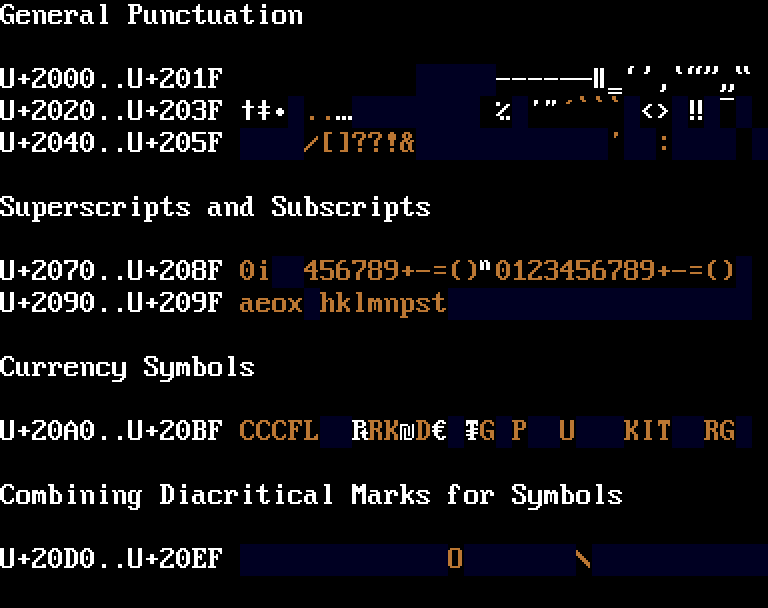 General Punctuation
U+2000..U+201F ‐‑‒–—―‖‗‘’‚‛“”„‟
U+2020..U+203F †‡• ..… ‰ ′″´``` ‹› ‼ ‾
U+2040..U+205F /[]??!& ' :
Superscripts and Subscripts
U+2070..U+208F 0i 456789+-=()ⁿ0123456789+-=()
U+2090..U+209F aeox hklmnpst
Currency Symbols
U+20A0..U+20BF CCCFL ₧RK₪D€ ₮G P U KIT RG
Combining Diacritical Marks for Symbols
U+20D0..U+20EF O \